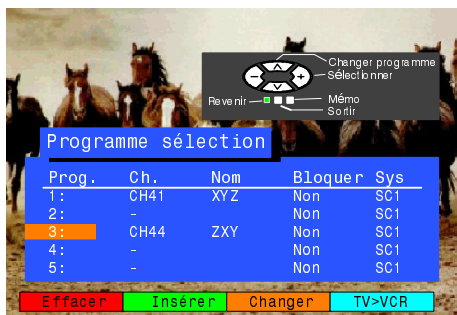 Changer programme
Sélectionner
Revenir
Mémo
Sortir
Programme sélection
Prog. Ch. Nom Bloquer Sys
1: CH41 XYZ Non SC1
2: - Non SC1
3: CH44 ZXY Non SC1
4: - Non SC1
5: - Non SC1
Effacer Insérer Changer TV>VCR